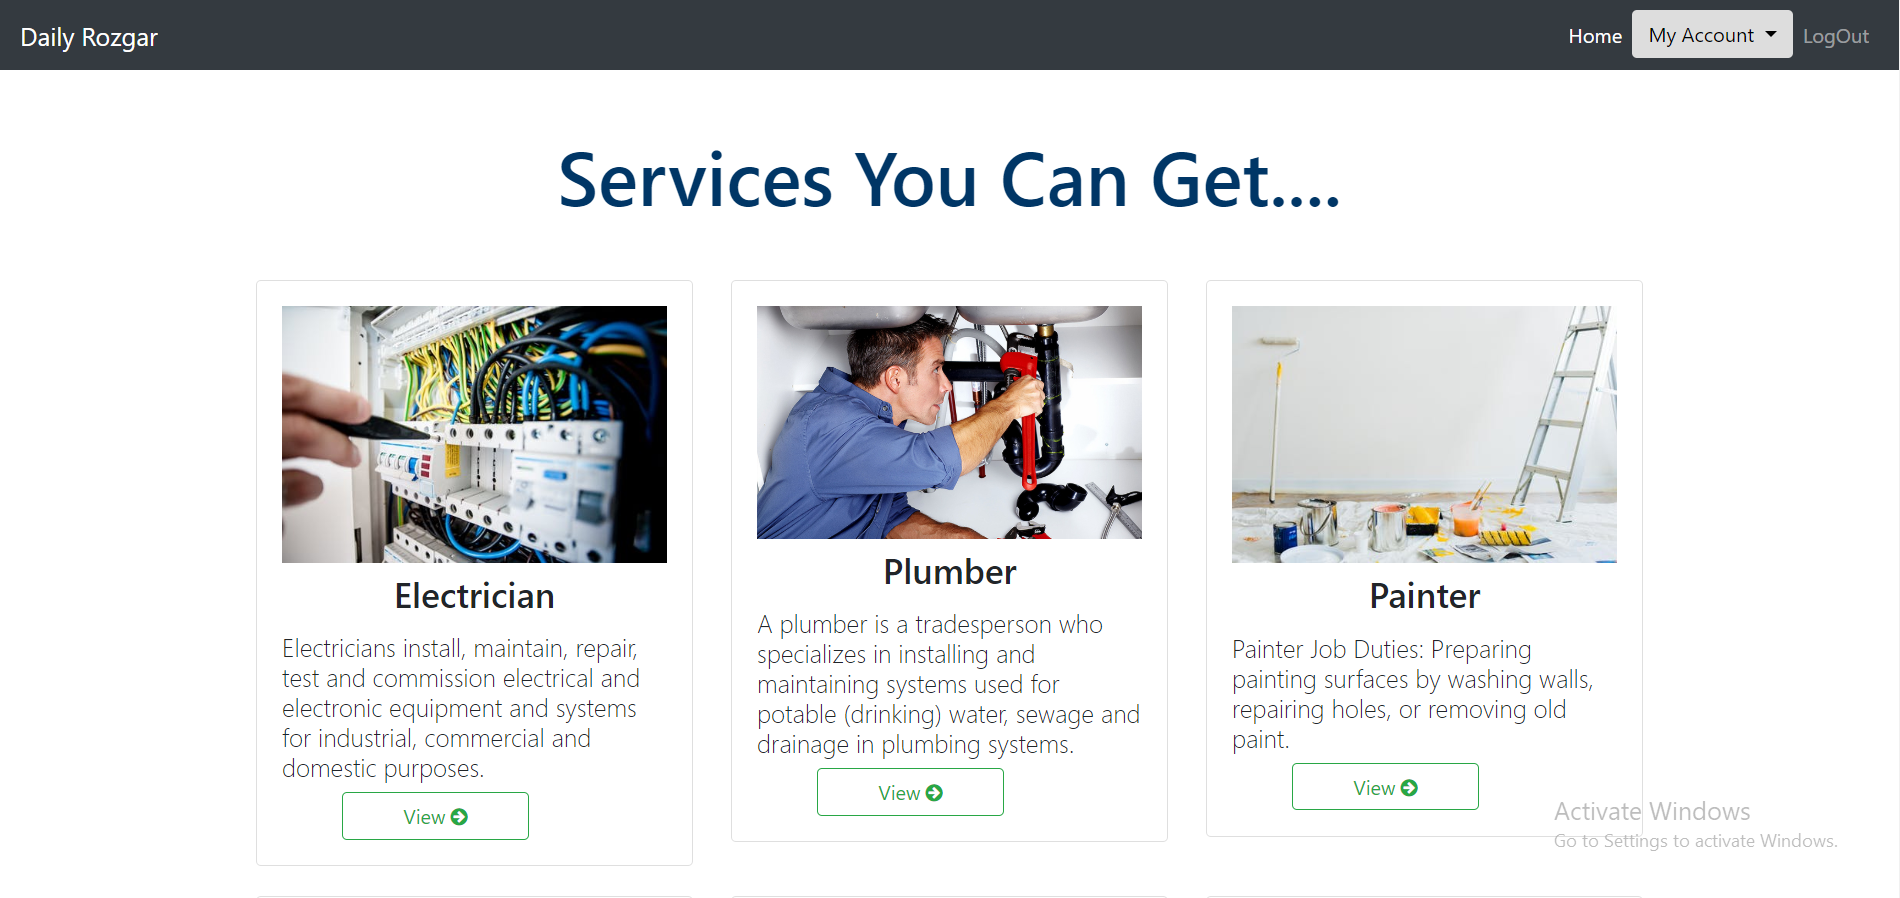 Daily Rozgar
Home My Account LogOut
Services You Can Get....
Electrician
Electricians install, maintain, repair,
test and commission electrical and
electronic equipment and systems
for industrial, commercial and
domestic purposes.
View
Plumber
A plumber is a tradesperson who
specializes in installing and
maintaining systems used for
potable (drinking) water, sewage and
drainage in plumbing systems.
View
Painter
Painter Job Duties: Preparing
painting surfaces by washing walls,
repairing holes, or removing old
paint.
View
Activate Windows
Go to Settings to activate Windows.